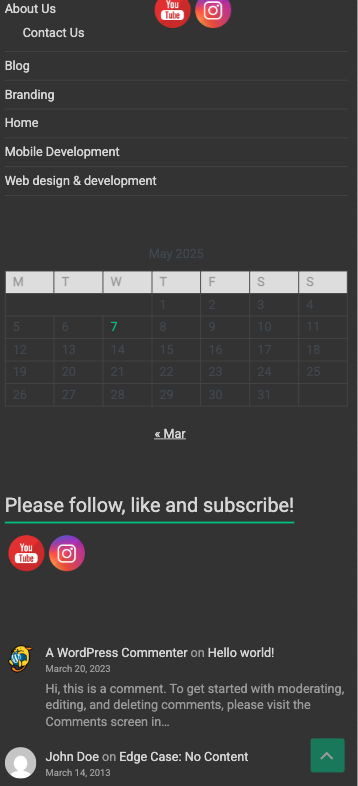 About Us
You
Tube
Contact Us
Blog
Branding
Home
Mobile Development
Web design & development
May 2025
M T W T F S S
1 2 3 4
5 6 7 8 9 10 11
12 13 14 15 16 17 18
19 20 21 22 23 24 25
26 27 28 29 30 31
« Mar
Please follow, like and subscribe!
You
Tube
A WordPress Commenter on Hello world!
March 20, 2023
Hi, this is a comment. To get started with moderating,
editing, and deleting comments, please visit the
Comments screen in…
John Doe on Edge Case: No Content
March 14, 2013